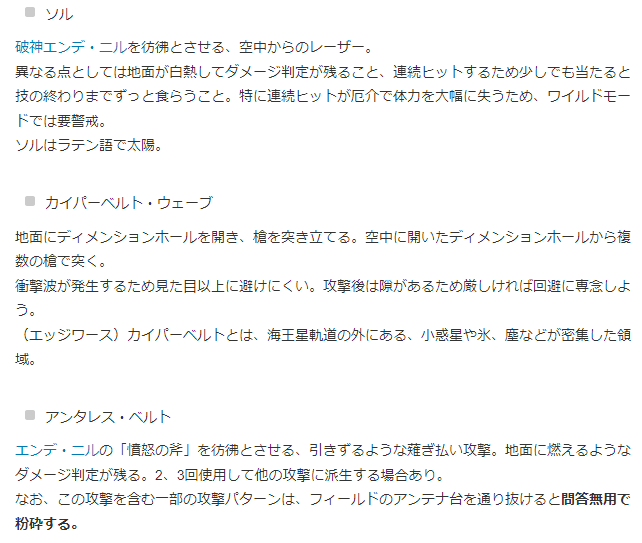 ソル
破神エンデ・ニルを彷彿とさせる、空中からのレーザー。
異なる点としては地面が白熱してダメージ判定が残ること、連続ヒットするため少しでも当たると
技の終わりまでずっと食らうこと。特に連続ヒットが厄介で体力を大幅に失うため、ワイルドモー
ドでは要警戒。
ソルはラテン語で太陽。
カイパーベルト・ウェーブ
地面にディメンションホールを開き、槍を突き立てる。空中に開いたディメンションホールから複
数の槍で突く。
衝撃波が発生するため見た目以上に避けにくい。攻撃後は隙があるため厳しければ回避に専念しよ
う。
（エッジワース）カイパーベルトとは、海王星軌道の外にある、小惑星や氷、塵などが密集した領
域。
アンタレス・ベルト
エンデ・ニルの「憤怒の斧」を彷彿とさせる、引きずるような薙ぎ払い攻撃。地面に燃えるような
ダメージ判定が残る。2、3回使用して他の攻撃に派生する場合あり。
なお、この攻撃を含む一部の攻撃パターンは、フィールドのアンテナ台を通り抜けると問答無用で
粉砕する。